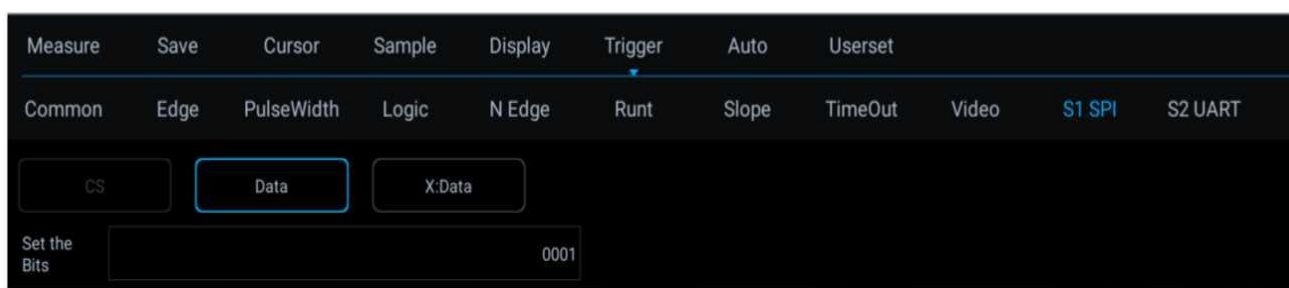 Measure Save Cursor Sample Display Trigger Auto Userset
Common Edge PulseWidth Logic N Edge Runt Slope TimeOut Video S1 SPI S2 UART
CS Data X:Data
Set the
Bits
0001